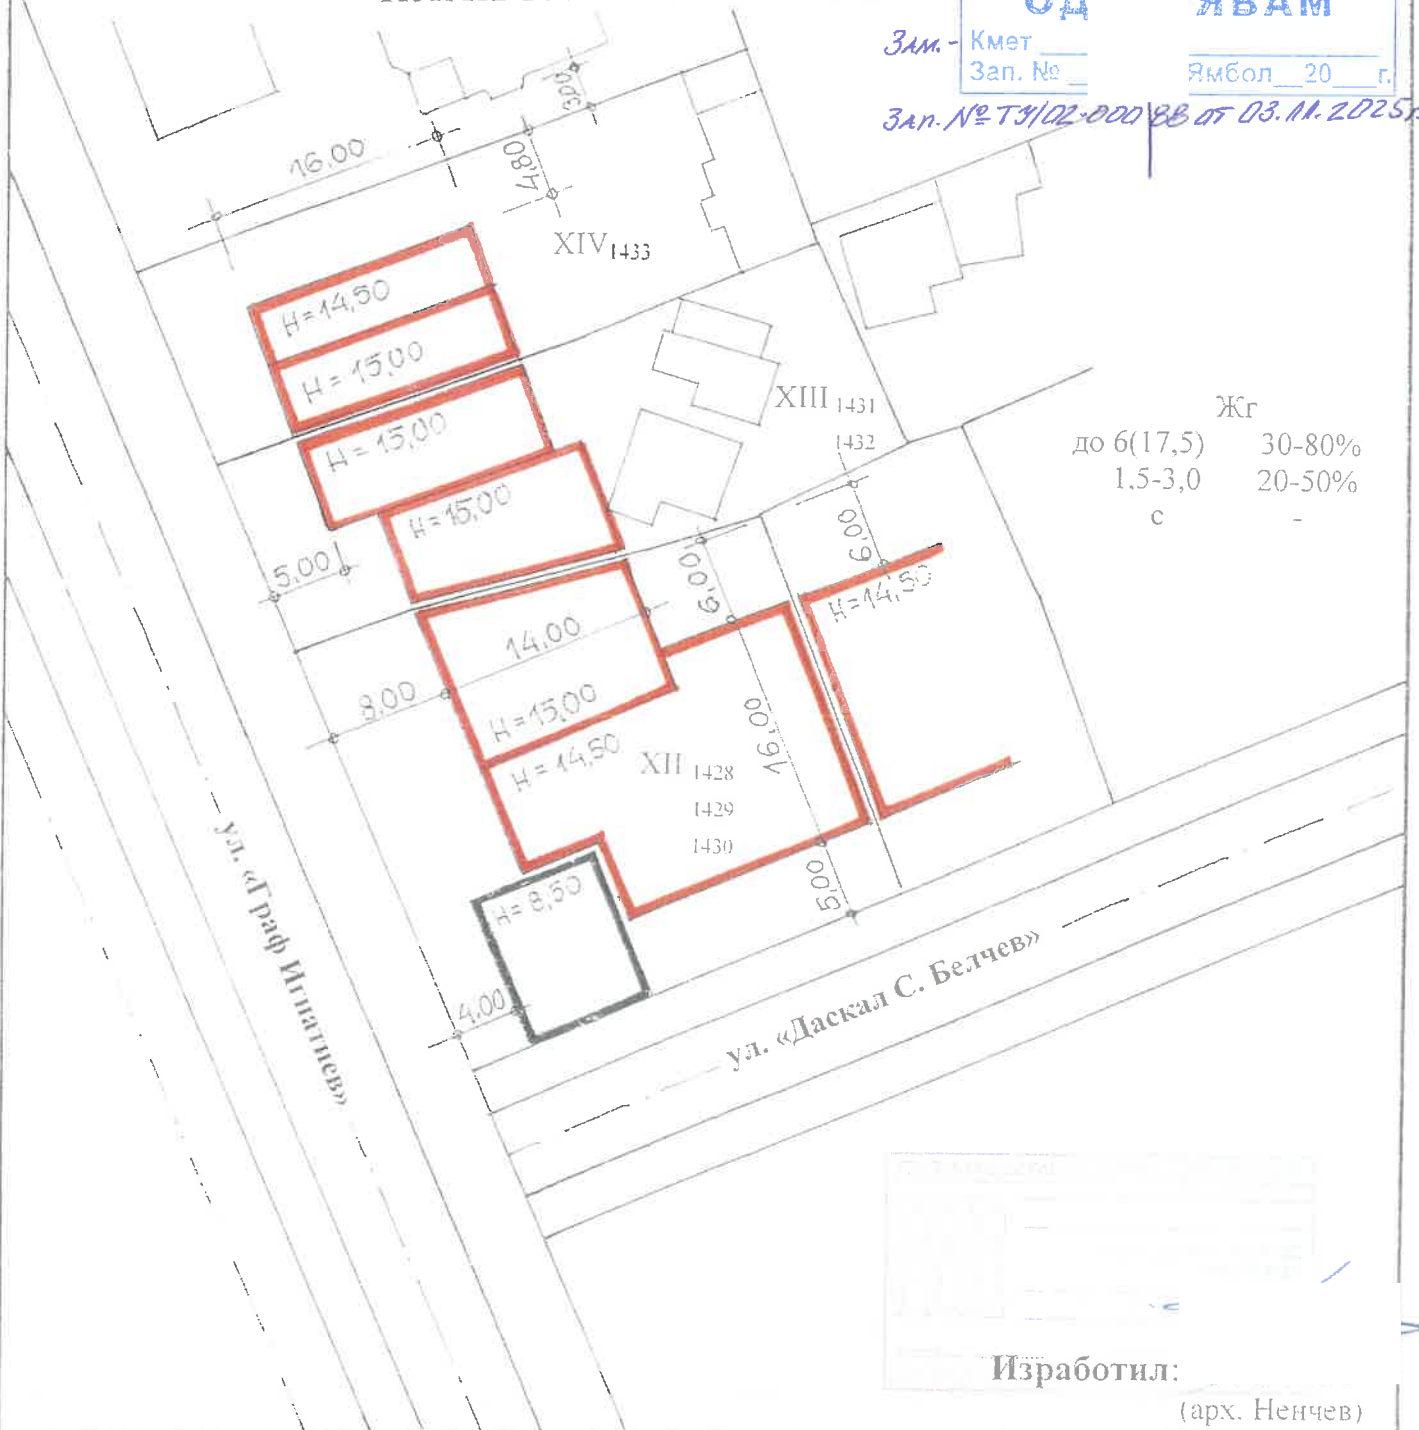 ОД ЯВАМ
Зам.- Кмет
Зап. № Ямбол 20 г.
Зап. № ТУ/02-00088 от 03.11.2025г.
3,00
16,00
4,80
XIV 1433
H=14,50
H=15,00
H=15,00
H=15,00
XIII 1431
1432
Жг
до 6(17,5) 30-80%
1,5-3,0 20-50%
с -
5,00
6,00
6,00
H=14,50
14,00
8,00
H=15,00
H=14,50
16,00
XII 1428
1429
1430
5,00
H=8,50
4,00
ул. «Граф Игнатиев»
ул. «Даскал С. Белчев»
Изработил:
(арх. Ненчев)